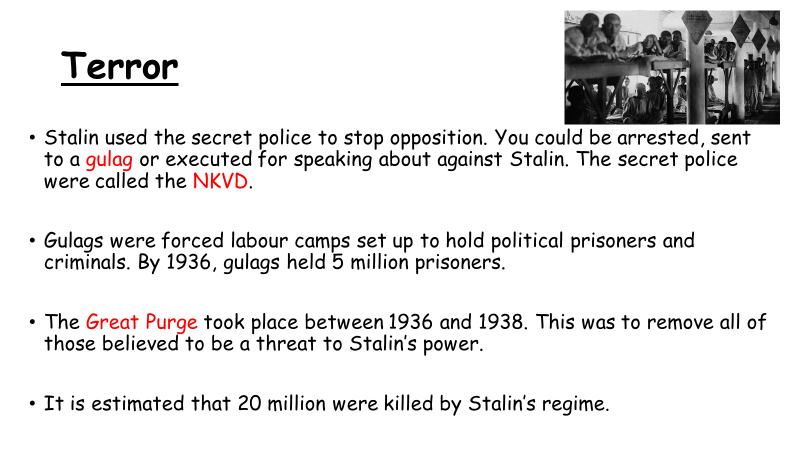 Terror
• Stalin used the secret police to stop opposition. You could be arrested, sent
to a gulag or executed for speaking about against Stalin. The secret police
were called the NKVD.
• Gulags were forced labour camps set up to hold political prisoners and
criminals. By 1936, gulags held 5 million prisoners.
• The Great Purge took place between 1936 and 1938. This was to remove all of
those believed to be a threat to Stalin’s power.
• It is estimated that 20 million were killed by Stalin’s regime.